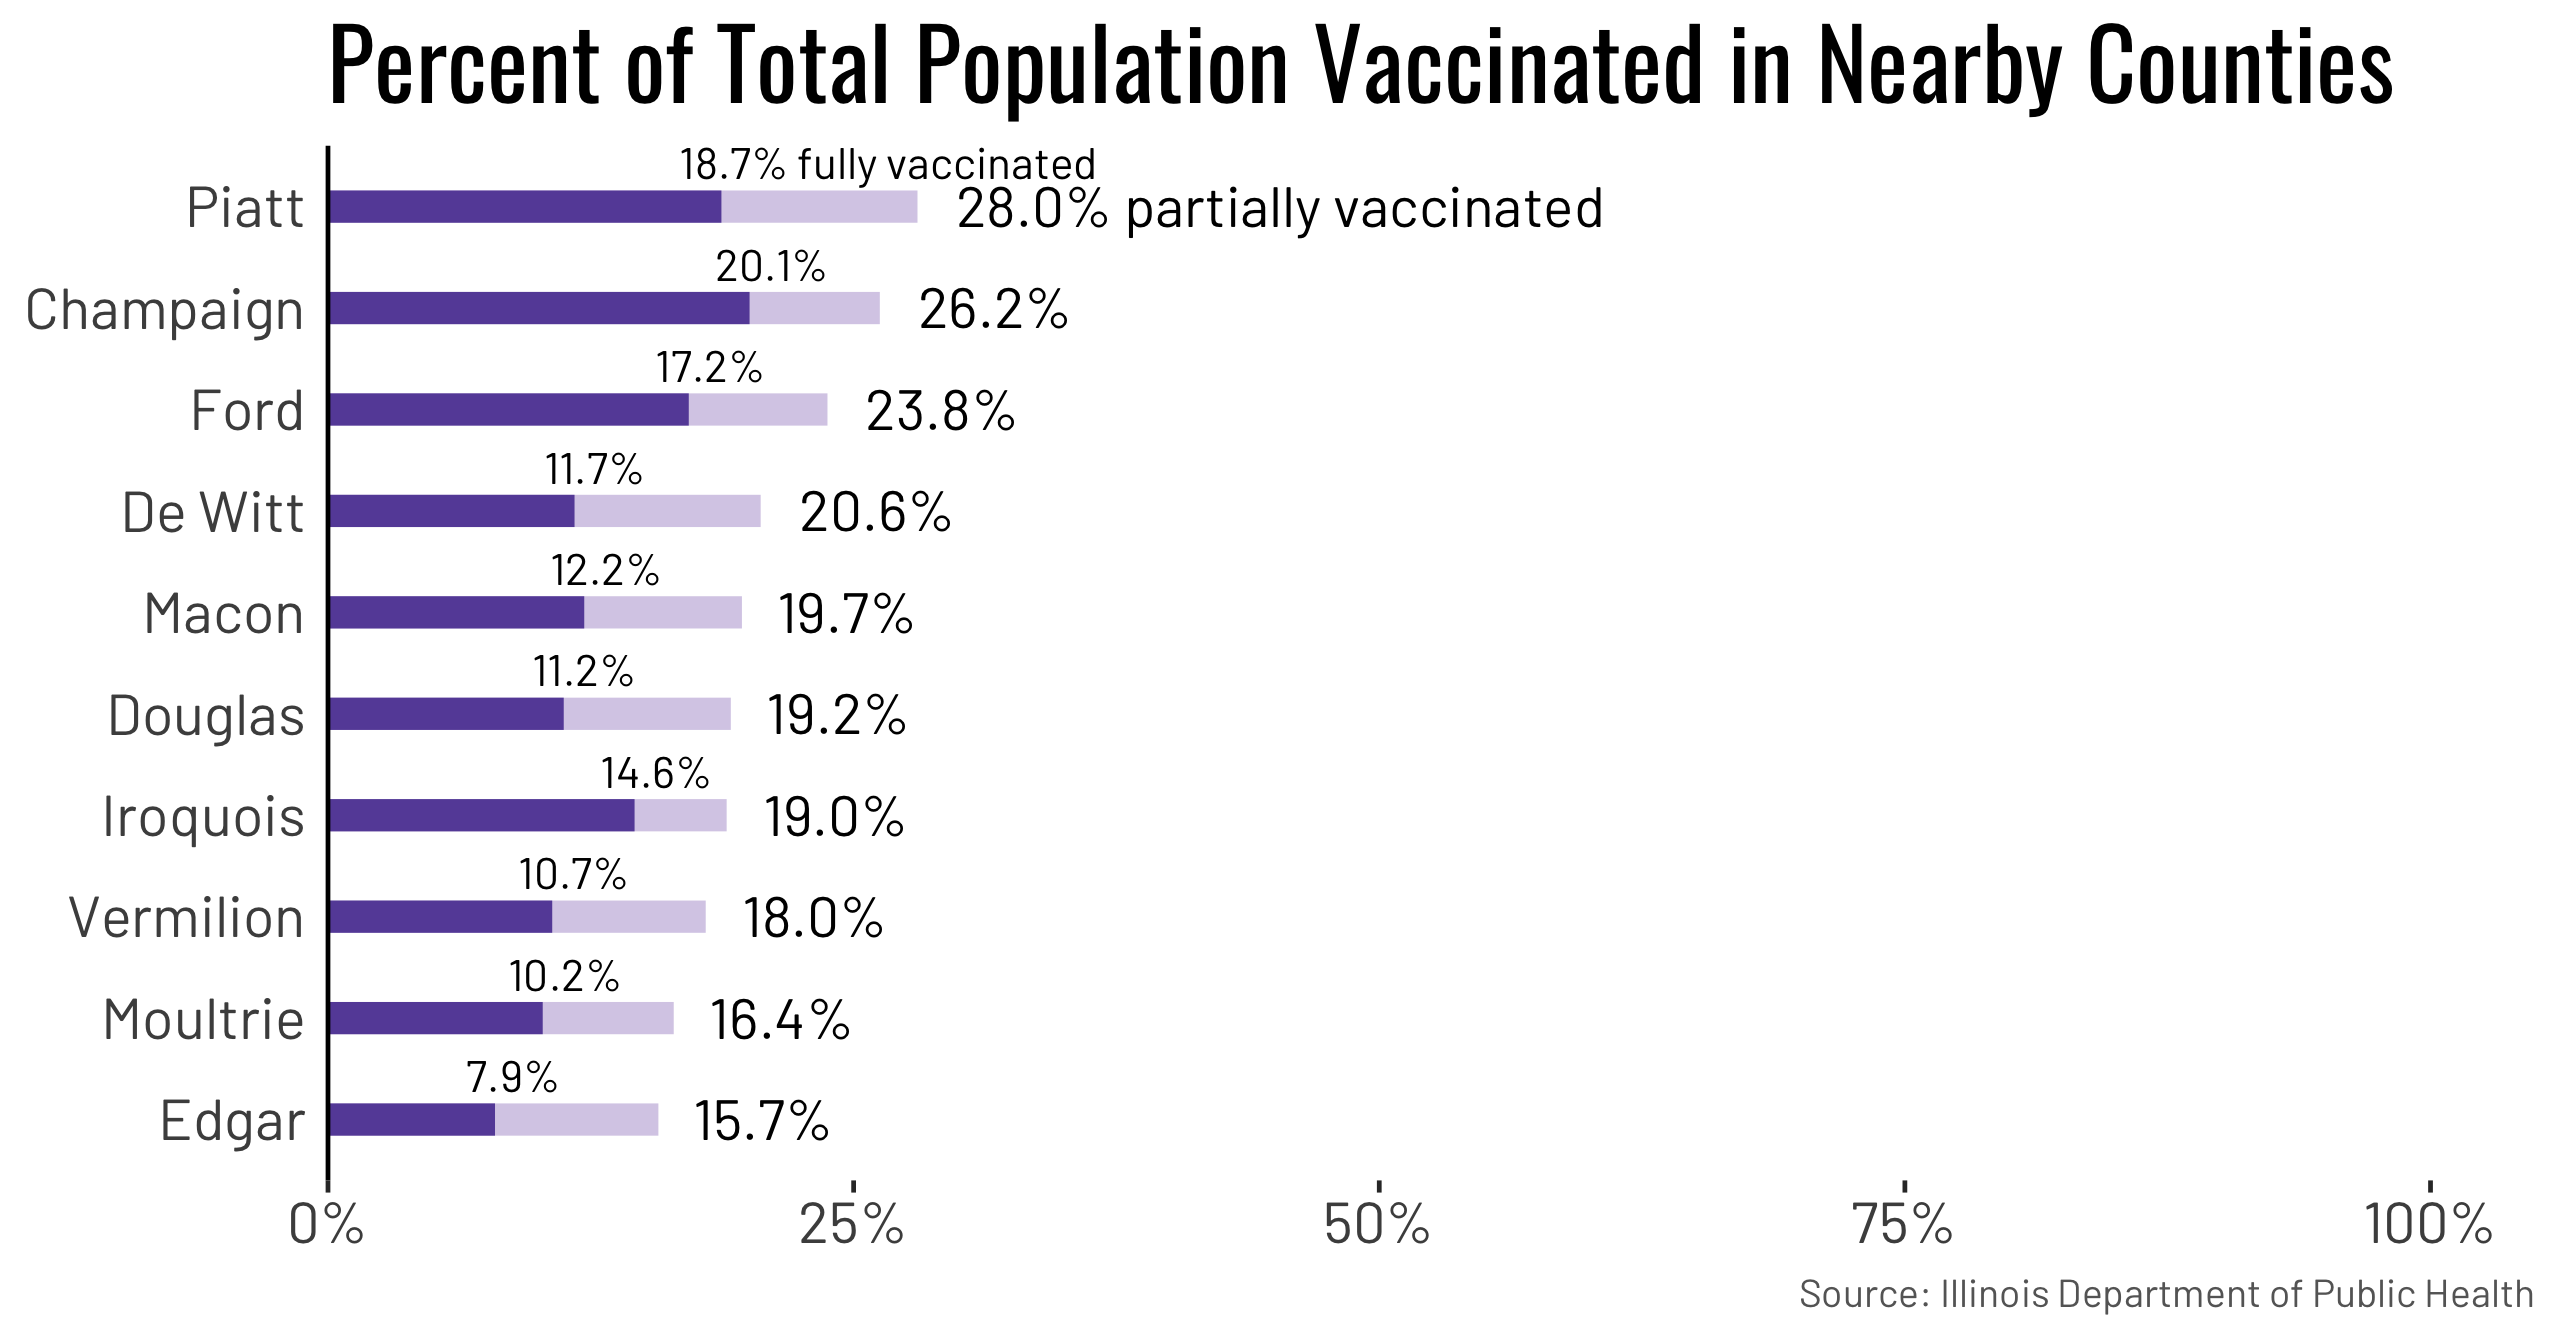 Percent of Total Population Vaccinated in Nearby Counties
18.7% fully vaccinated
Piatt 28.0% partially vaccinated
20.1%
Champaign 26.2%
17.2%
Ford 23.8%
11.7%
De Witt 20.6%
12.2%
Macon 19.7%
11.2%
Douglas 19.2%
14.6%
Iroquois 19.0%
10.7%
Vermilion 18.0%
10.2%
Moultrie 16.4%
7.9%
Edgar 15.7%
0% 25% 50% 75% 100%
Source: Illinois Department of Public Health